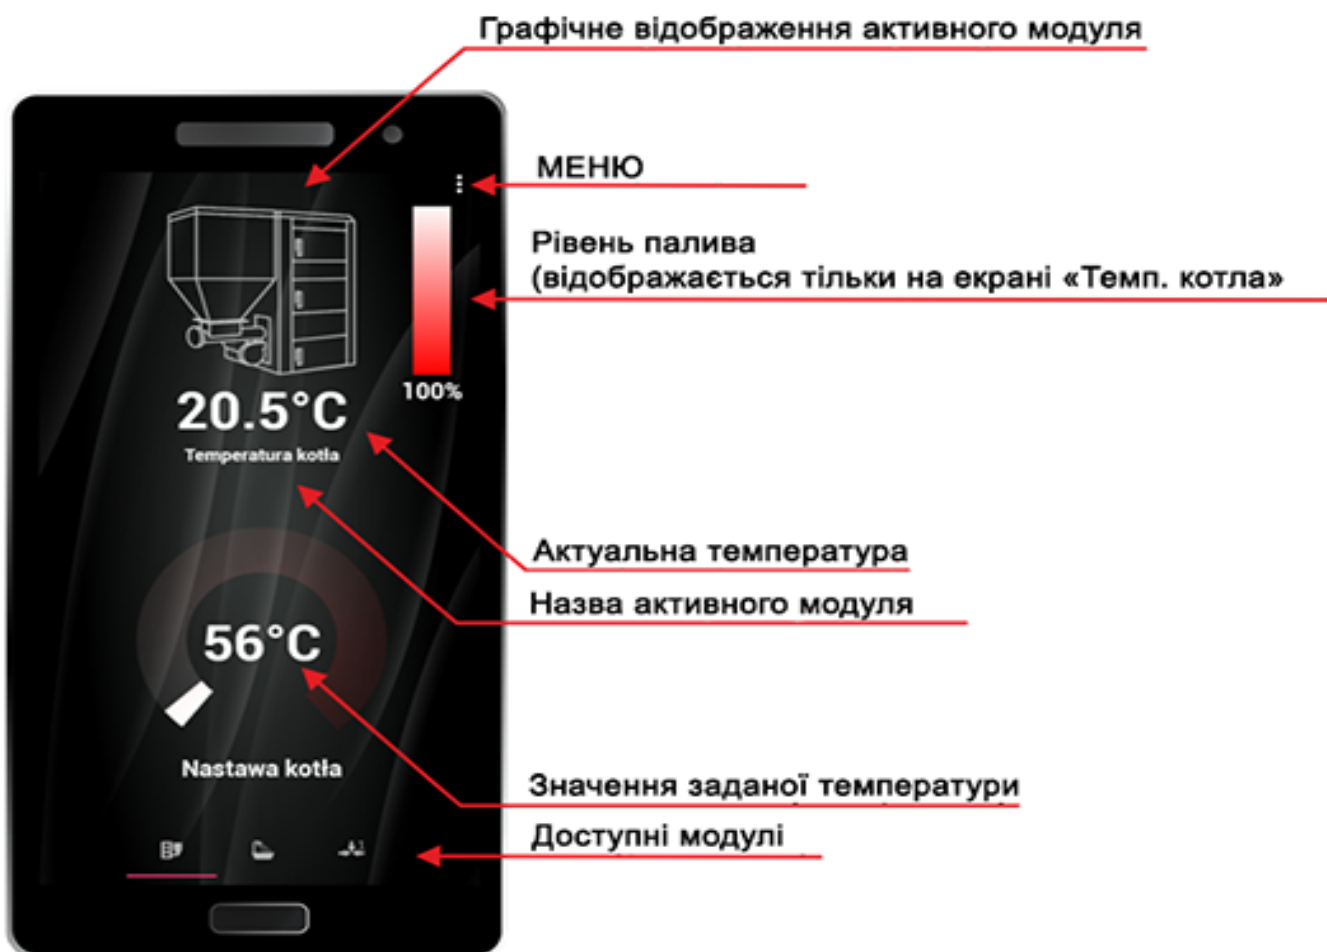 Графічне відображення активного модуля
МЕНЮ
Рівень палива
(відображається тільки на екрані «Темп. котла»
100%
20.5°C
Temperatura kotła
Актуальна температура
Назва активного модуля
56°C
Nastawa kotła
Значення заданої температури
Доступні модулі